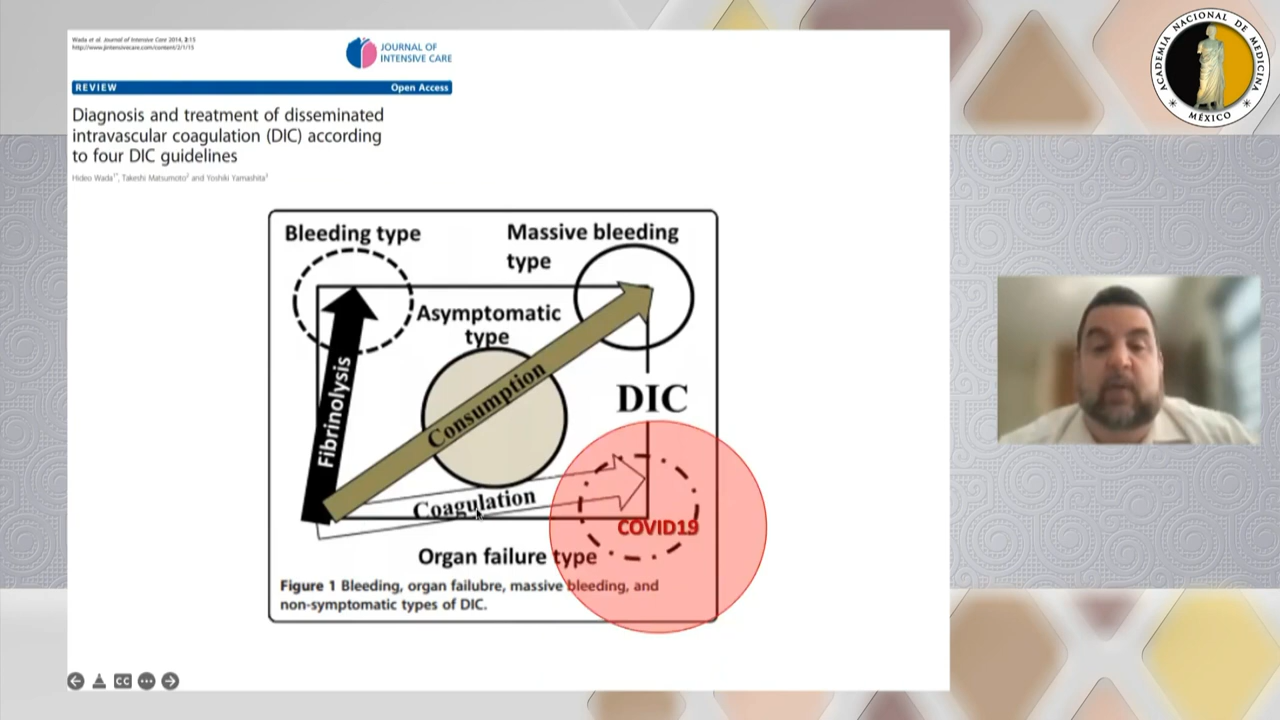 Wada et al. Journal of Intensive Care 2014, 2:15
http://www.jintensivecare.com/content/2/1/15
JOURNAL OF
INTENSIVE CARE
REVIEW
Open Access
Diagnosis and treatment of disseminated
intravascular coagulation (DIC) according
to four DIC guidelines
Hideo Wada1*, Takeshi Matsumoto2 and Yoshiki Yamashita3
Bleeding type
Massive bleeding
type
Asymptomatic
type
Fibrinolysis
Consumption
DIC
Coagulation
COVID19
Organ failure type
Figure 1 Bleeding, organ failubre, massive bleeding, and
non-symptomatic types of DIC.
CC
ACADEMIA NACIONAL DE MEDICINA
MÉXICO